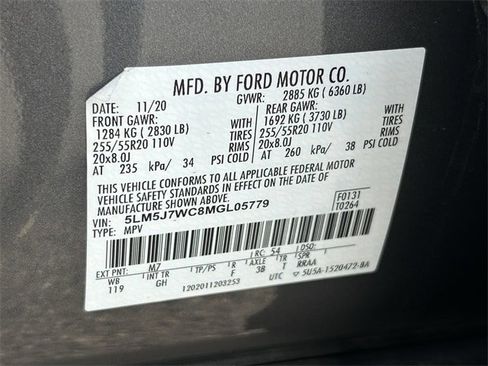 MFD. BY FORD MOTOR CO.
DATE: 11/20 GVWR: 2885 KG ( 6360 LB)
FRONT GAWR: REAR GAWR:
1284 KG ( 2830 LB) WITH 1692 KG ( 3730 LB) WITH
255/55R20 110V TIRES 255/55R20 110V TIRES
20x8.0J RIMS 20x8.0J RIMS
AT 235 kPa/ 34 PSI COLD AT 260 kPa/ 38 PSI COLD
THIS VEHICLE CONFORMS TO ALL APPLICABLE FEDERAL MOTOR
VEHICLE SAFETY STANDARDS IN EFFECT ON THE DATE OF
MANUFACTURE SHOWN ABOVE.
VIN: 5LM5J7WC8MGL05779 F0131
TYPE: MPV T0264
EXT PNT: M7 RC: 54 DSO:
WB INT TR TP/PS R AXLE TR SPR
119 GH F 3B T RRAA
1202011203253 UTC 5U5A-1520472-BA